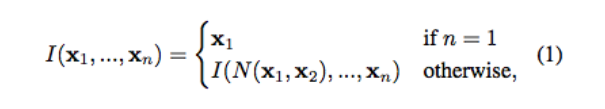 I(x₁, ..., xₙ) = { x₁ if n = 1
I(N(x₁, x₂), ..., xₙ) otherwise, (1)